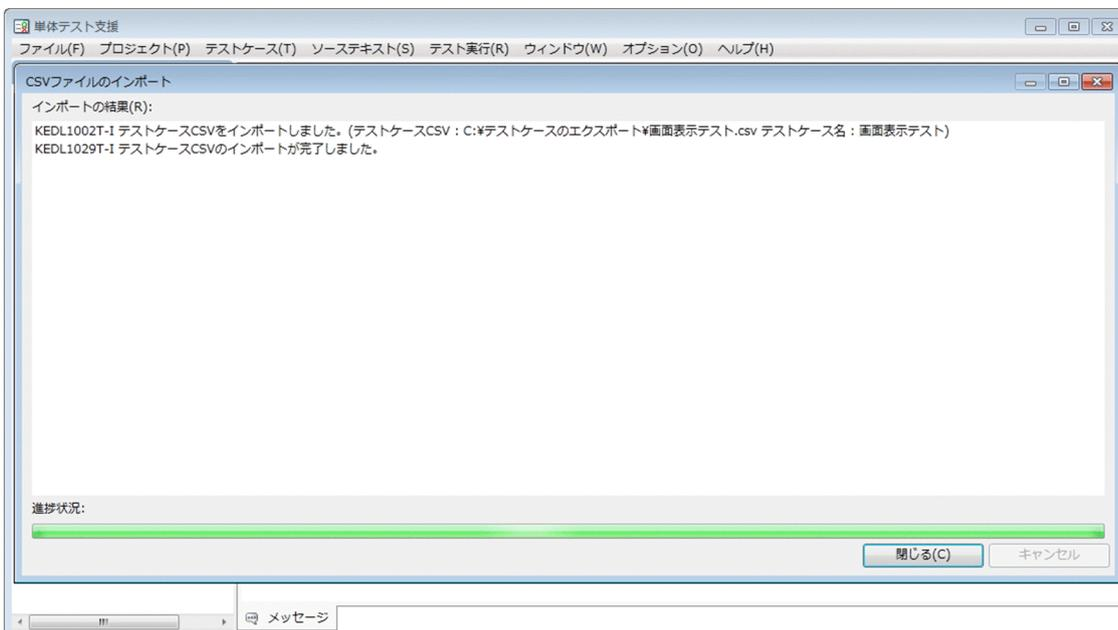 単体テスト支援
ファイル(F) プロジェクト(P) テストケース(T) ソーステキスト(S) テスト実行(R) ウィンドウ(W) オプション(O) ヘルプ(H)
CSVファイルのインポート
インポートの結果(R):
KEDL1002T-I テストケースCSVをインポートしました。(テストケースCSV : C:¥テストケースのエクスポート¥画面表示テスト.csv テストケース名 : 画面表示テスト)
KEDL1029T-I テストケースCSVのインポートが完了しました。
進捗状況:
閉じる(C) キャンセル
メッセージ